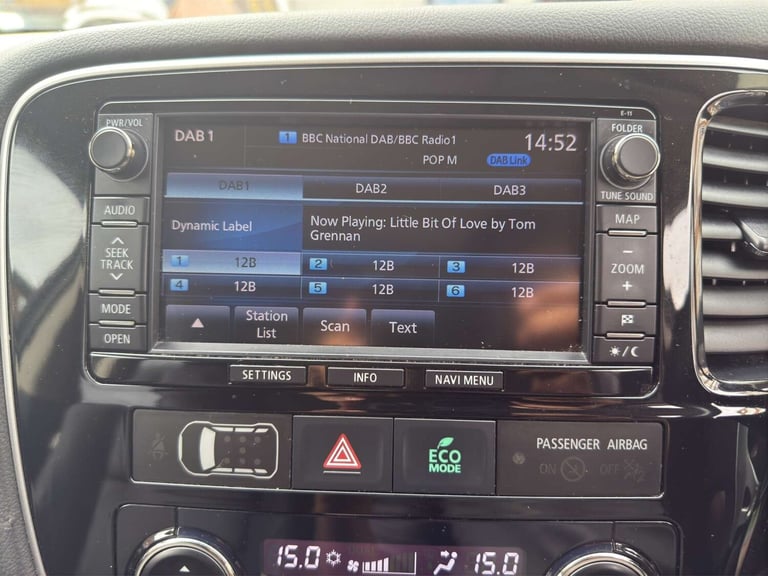 E-11
PWR/VOL
FOLDER
DAB 1
1 BBC National DAB/BBC Radio1
14:52
POP M
DAB Link
TUNE SOUND
DAB1 DAB2 DAB3
AUDIO
MAP
Dynamic Label
Now Playing: Little Bit Of Love by Tom
Grennan
SEEK
TRACK
− ZOOM +
1 12B 2 12B 3 12B
4 12B 5 12B 6 12B
MODE
OPEN
Station
List
Scan
Text
SETTINGS INFO NAVI MENU
ECO
MODE
PASSENGER AIRBAG
ON OFF
15.0 15.0